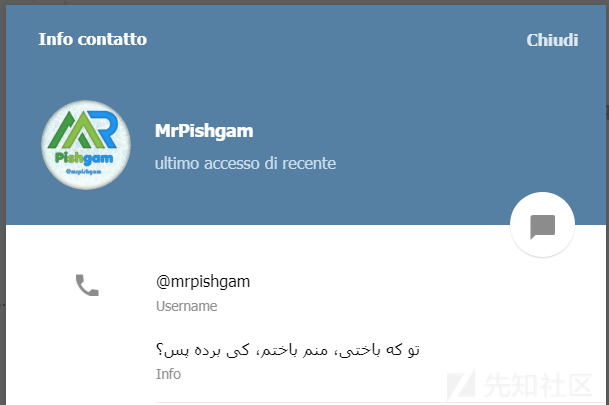 Info contatto
Chiudi
MR
Pishgam
@mrpishgam
MrPishgam
ultimo accesso di recente
@mrpishgam
Username
تو که باختی، منم باختم، کی برده پس؟
Info
先知社区